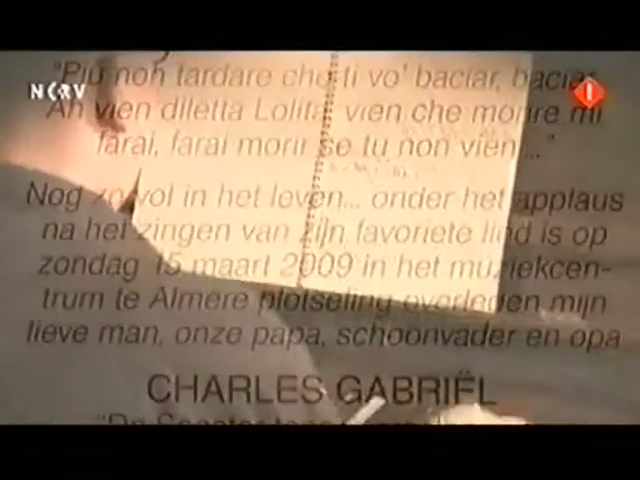 NCRV
1
"Più non tardare che ti vo' baciar, baciar
Ah vien diletta Lolita, vien che morire mi
farai, farai morir se tu non vien..."
Nog zo vol in het leven... onder het applaus
na het zingen van zijn favoriete lied is op
zondag 15 maart 2009 in het muziekcen-
trum te Almere plotseling overleden mijn
lieve man, onze papa, schoonvader en opa
CHARLES GABRIËL
"De